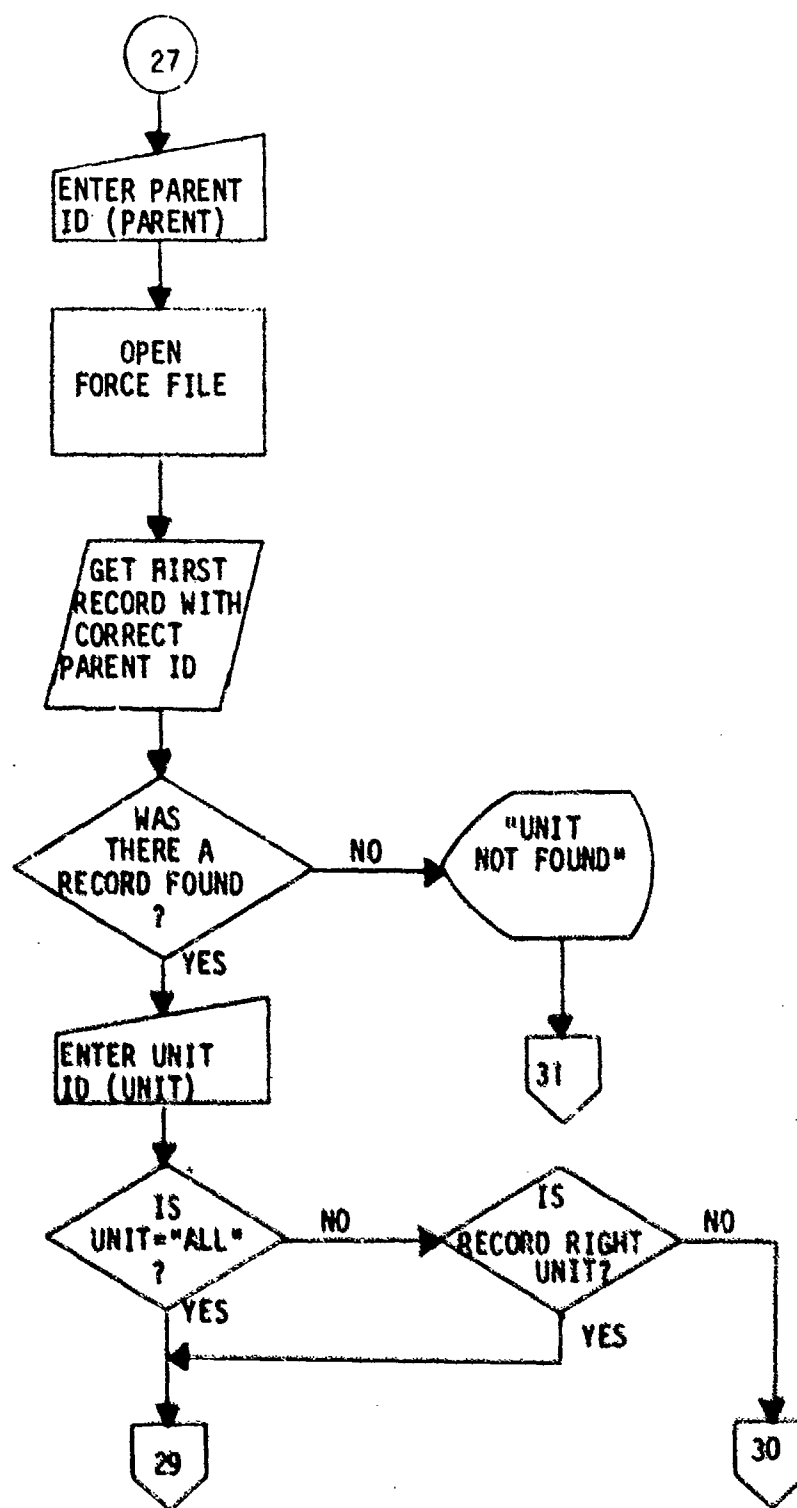 27
ENTER PARENT
ID (PARENT)
OPEN
FORCE FILE
GET FIRST
RECORD WITH
CORRECT
PARENT ID
WAS
THERE A
RECORD FOUND
?
NO
"UNIT
NOT FOUND"
YES
31
ENTER UNIT
ID (UNIT)
IS
UNIT="ALL"
?
NO
IS
RECORD RIGHT
UNIT?
NO
YES
YES
29
30